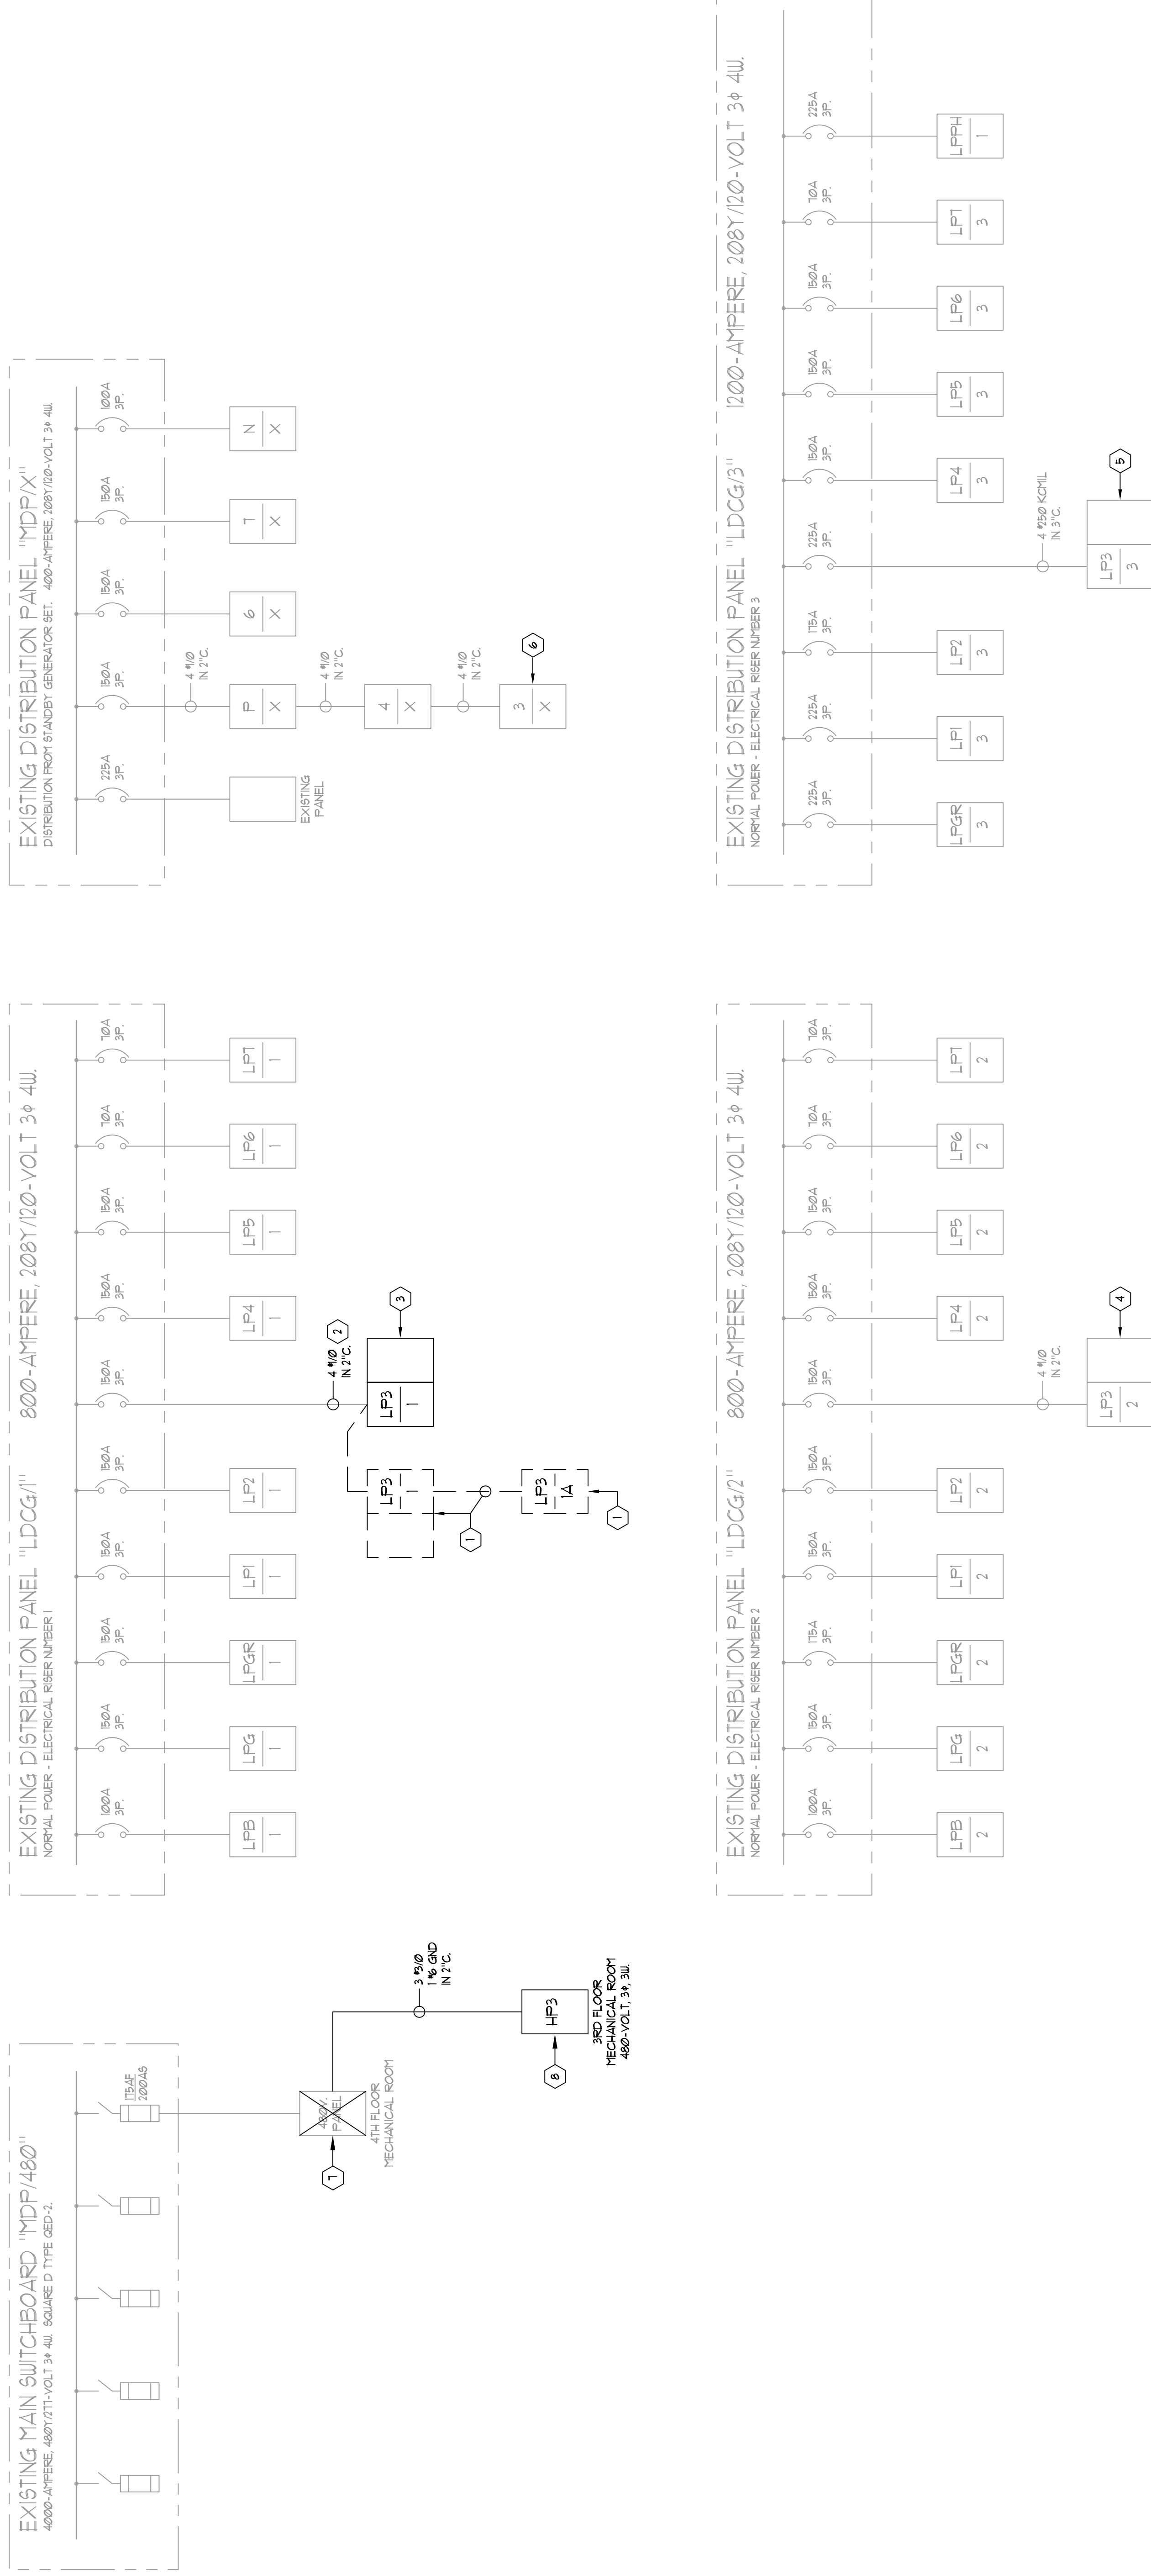 EXISTING MAIN SWITCHBOARD "MDP/480"
4000-AMPERE, 480Y/277-VOLT 3φ 4W. SQUARE D TYPE QED-2.
175AF
200AS
480V.
PANEL
4TH FLOOR
MECHANICAL ROOM
7
3 #3/0
1 #6 GND
IN 2"C.
HP3
8
3RD FLOOR
MECHANICAL ROOM
480-VOLT, 3φ, 3W.
EXISTING DISTRIBUTION PANEL "LDCG/1" 800-AMPERE, 208Y/120-VOLT 3φ 4W.
NORMAL POWER - ELECTRICAL RISER NUMBER 1
100A 150A 150A 150A 150A 150A 150A 150A 70A 70A
3P. 3P. 3P. 3P. 3P. 3P. 3P. 3P. 3P. 3P.
LPB LPG LPGR LP1 LP2 LP4 LP5 LP6 LP7
1 1 1 1 1 1 1 1 1
4 #1/0 2
IN 2"C.
LP3 LP3
1 1
3
1
LP3
1A
1
EXISTING DISTRIBUTION PANEL "MDP/X"
DISTRIBUTION FROM STANDBY GENERATOR SET. 400-AMPERE, 208Y/120-VOLT 3φ 4W.
225A 150A 150A 150A 100A
3P. 3P. 3P. 3P. 3P.
4 #1/0
IN 2"C.
P 6 7 N
X X X X
EXISTING
PANEL
4 #1/0
IN 2"C.
4
X
4 #1/0
IN 2"C.
3
X
6
EXISTING DISTRIBUTION PANEL "LDCG/2" 800-AMPERE, 208Y/120-VOLT 3φ 4W.
NORMAL POWER - ELECTRICAL RISER NUMBER 2
100A 150A 175A 150A 150A 150A 150A 150A 70A 70A
3P. 3P. 3P. 3P. 3P. 3P. 3P. 3P. 3P. 3P.
LPB LPG LPGR LP1 LP2 LP4 LP5 LP6 LP7
2 2 2 2 2 2 2 2 2
4 #1/0
IN 2"C.
LP3
2
4
EXISTING DISTRIBUTION PANEL "LDCG/3" 1200-AMPERE, 208Y/120-VOLT 3φ 4W.
NORMAL POWER - ELECTRICAL RISER NUMBER 3
225A 225A 175A 225A 150A 150A 150A 70A 225A
3P. 3P. 3P. 3P. 3P. 3P. 3P. 3P. 3P.
LPGR LP1 LP2 LP4 LP5 LP6 LP7 LPPH
3 3 3 3 3 3 3 1
4 #250 KCMIL
IN 3"C.
LP3
3
5